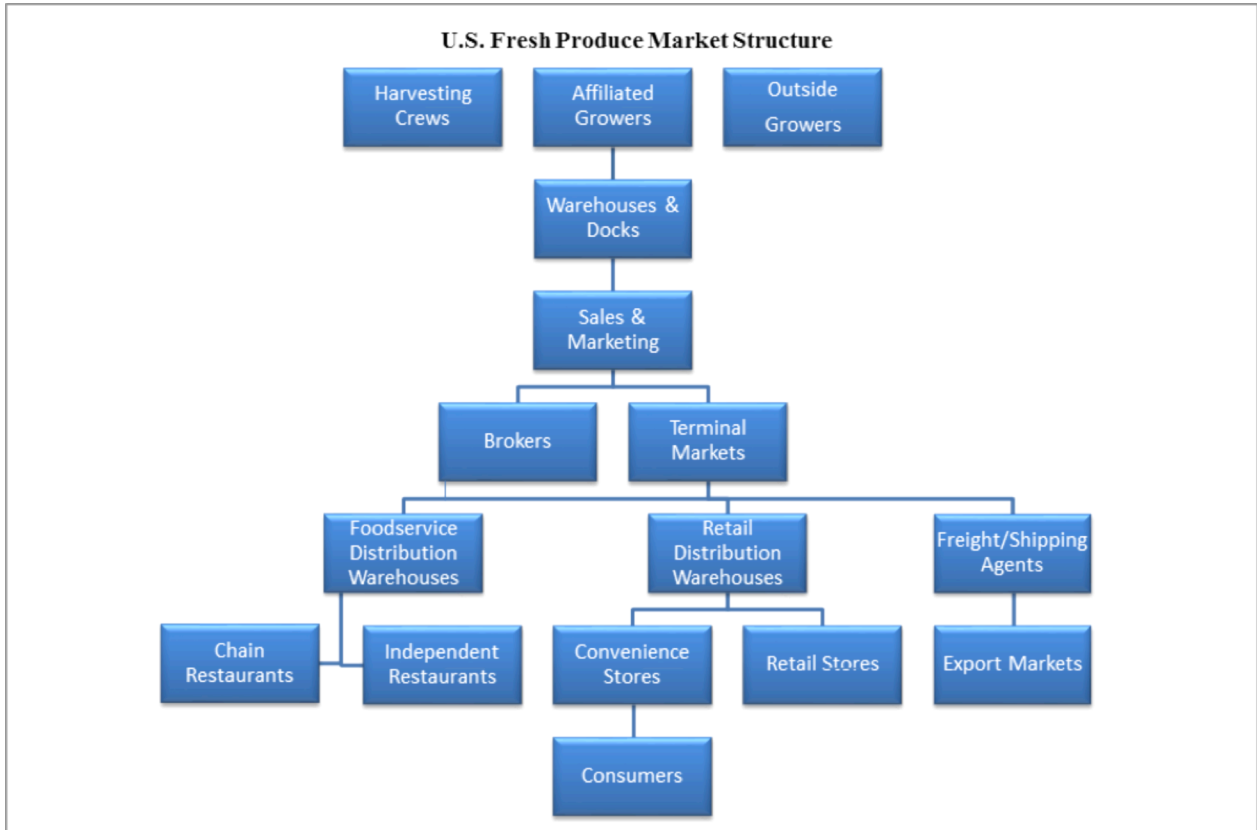 U.S. Fresh Produce Market Structure
Harvesting
Crews
Affiliated
Growers
Outside
Growers
Warehouses &
Docks
Sales &
Marketing
Brokers
Terminal
Markets
Foodservice
Distribution
Warehouses
Retail
Distribution
Warehouses
Freight/Shipping
Agents
Chain
Restaurants
Independent
Restaurants
Convenience
Stores
Retail Stores
Export Markets
Consumers